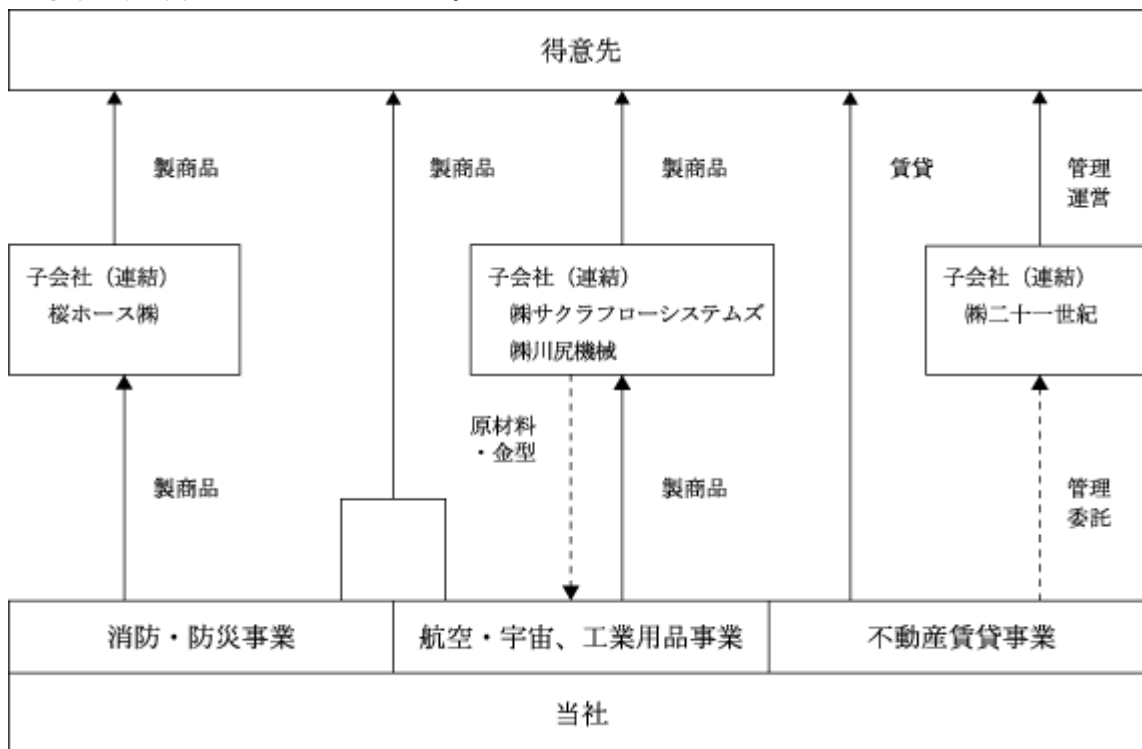 得意先
製商品
製商品
製商品
賃貸
管理
運営
子会社（連結）
桜ホース㈱
子会社（連結）
㈱サクラフローシステムズ
㈱川尻機械
子会社（連結）
㈱二十一世紀
原材料
・金型
製商品
製商品
管理
委託
消防・防災事業
航空・宇宙、工業用品事業
不動産賃貸事業
当社